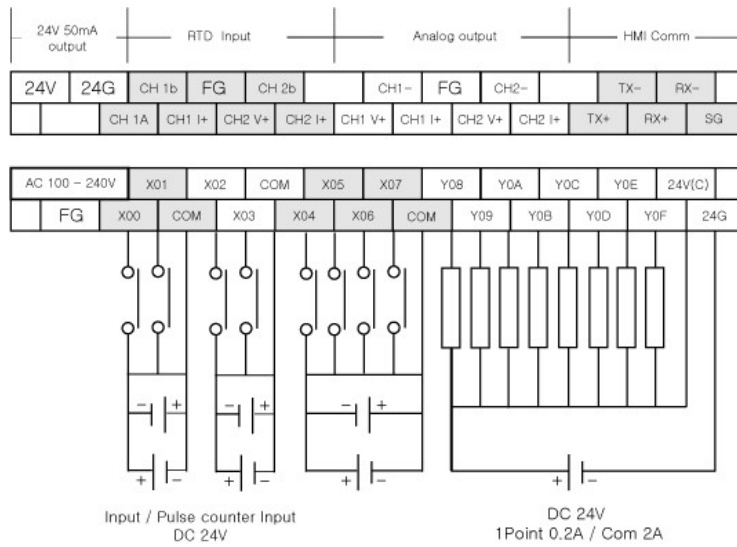 24V 50mA output
RTD Input
Analog output
HMI Comm
24V 24G CH 1b FG CH 2b CH1- FG CH2- TX- RX-
CH 1A CH1 I+ CH2 V+ CH2 I+ CH1 V+ CH1 I+ CH2 V+ CH2 I+ TX+ RX+ SG
AC 100 - 240V X01 X02 COM X05 X07 Y08 Y0A Y0C Y0E 24V(C)
FG X00 COM X03 X04 X06 COM Y09 Y0B Y0D Y0F 24G
- + - + - +
+ - + - + - + -
Input / Pulse counter Input
DC 24V
DC 24V
1Point 0.2A / Com 2A